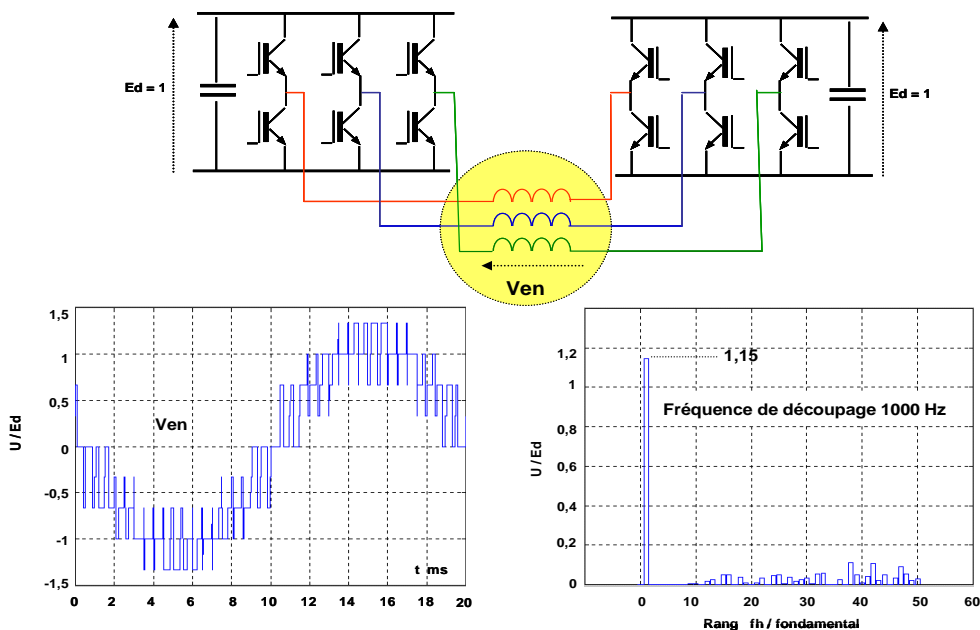 Ed = 1
Ed = 1
Ven
1,5
1
0,5
0
-0,5
-1
-1,5
U / Ed
Ven
t ms
0 2 4 6 8 10 12 14 16 18 20
1,2
1
0,8
0,6
0,4
0,2
0
U / Ed
1,15
Fréquence de découpage 1000 Hz
0 10 20 30 40 50 60
Rang fh / fondamental